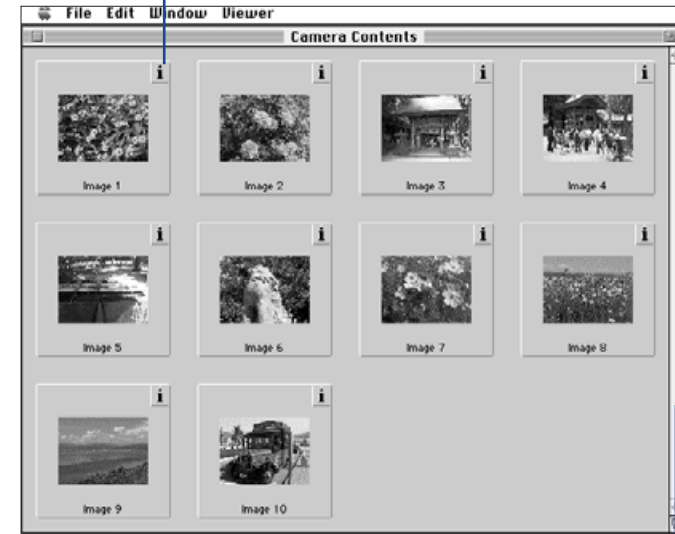 File Edit Window Viewer
Camera Contents
i i i i
Image 1 Image 2 Image 3 Image 4
i i i i
Image 5 Image 6 Image 7 Image 8
i i
Image 9 Image 10